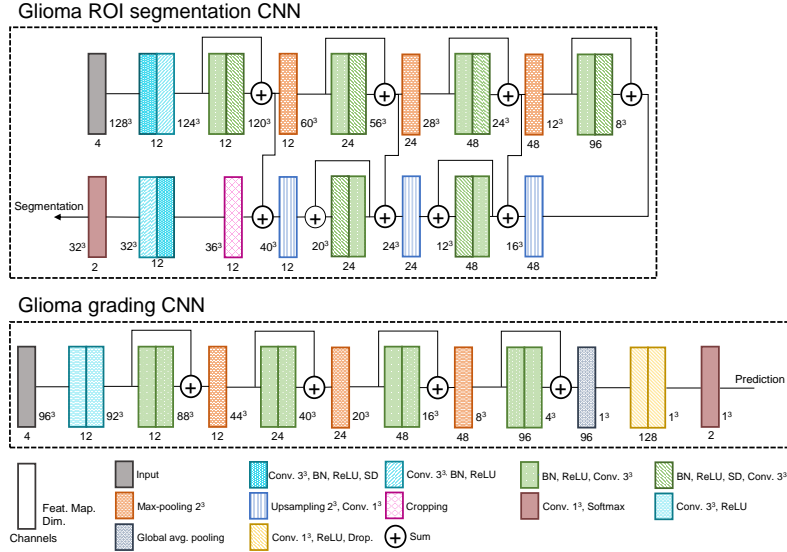 Glioma ROI segmentation CNN
128³ 124³ 120³ 60³ 56³ 28³ 24³ 12³ 8³
4 12 12 12 24 24 48 48 96
Segmentation
32³ 32³ 36³ 40³ 20³ 24³ 12³ 16³
2 12 12 12 24 24 48 48
Glioma grading CNN
Prediction
96³ 92³ 88³ 44³ 40³ 20³ 16³ 8³ 4³ 1³ 1³ 1³
4 12 12 12 24 24 48 48 96 96 128 2
Input
Conv. 3³, BN, ReLU, SD
Conv. 3³, BN, ReLU
BN, ReLU, Conv. 3³
BN, ReLU, SD, Conv. 3³
Feat. Map.
Dim.
Channels
Max-pooling 2³
Upsampling 2³, Conv. 1³
Cropping
Conv. 1³, Softmax
Conv. 3³, ReLU
Global avg. pooling
Conv. 1³, ReLU, Drop.
Sum